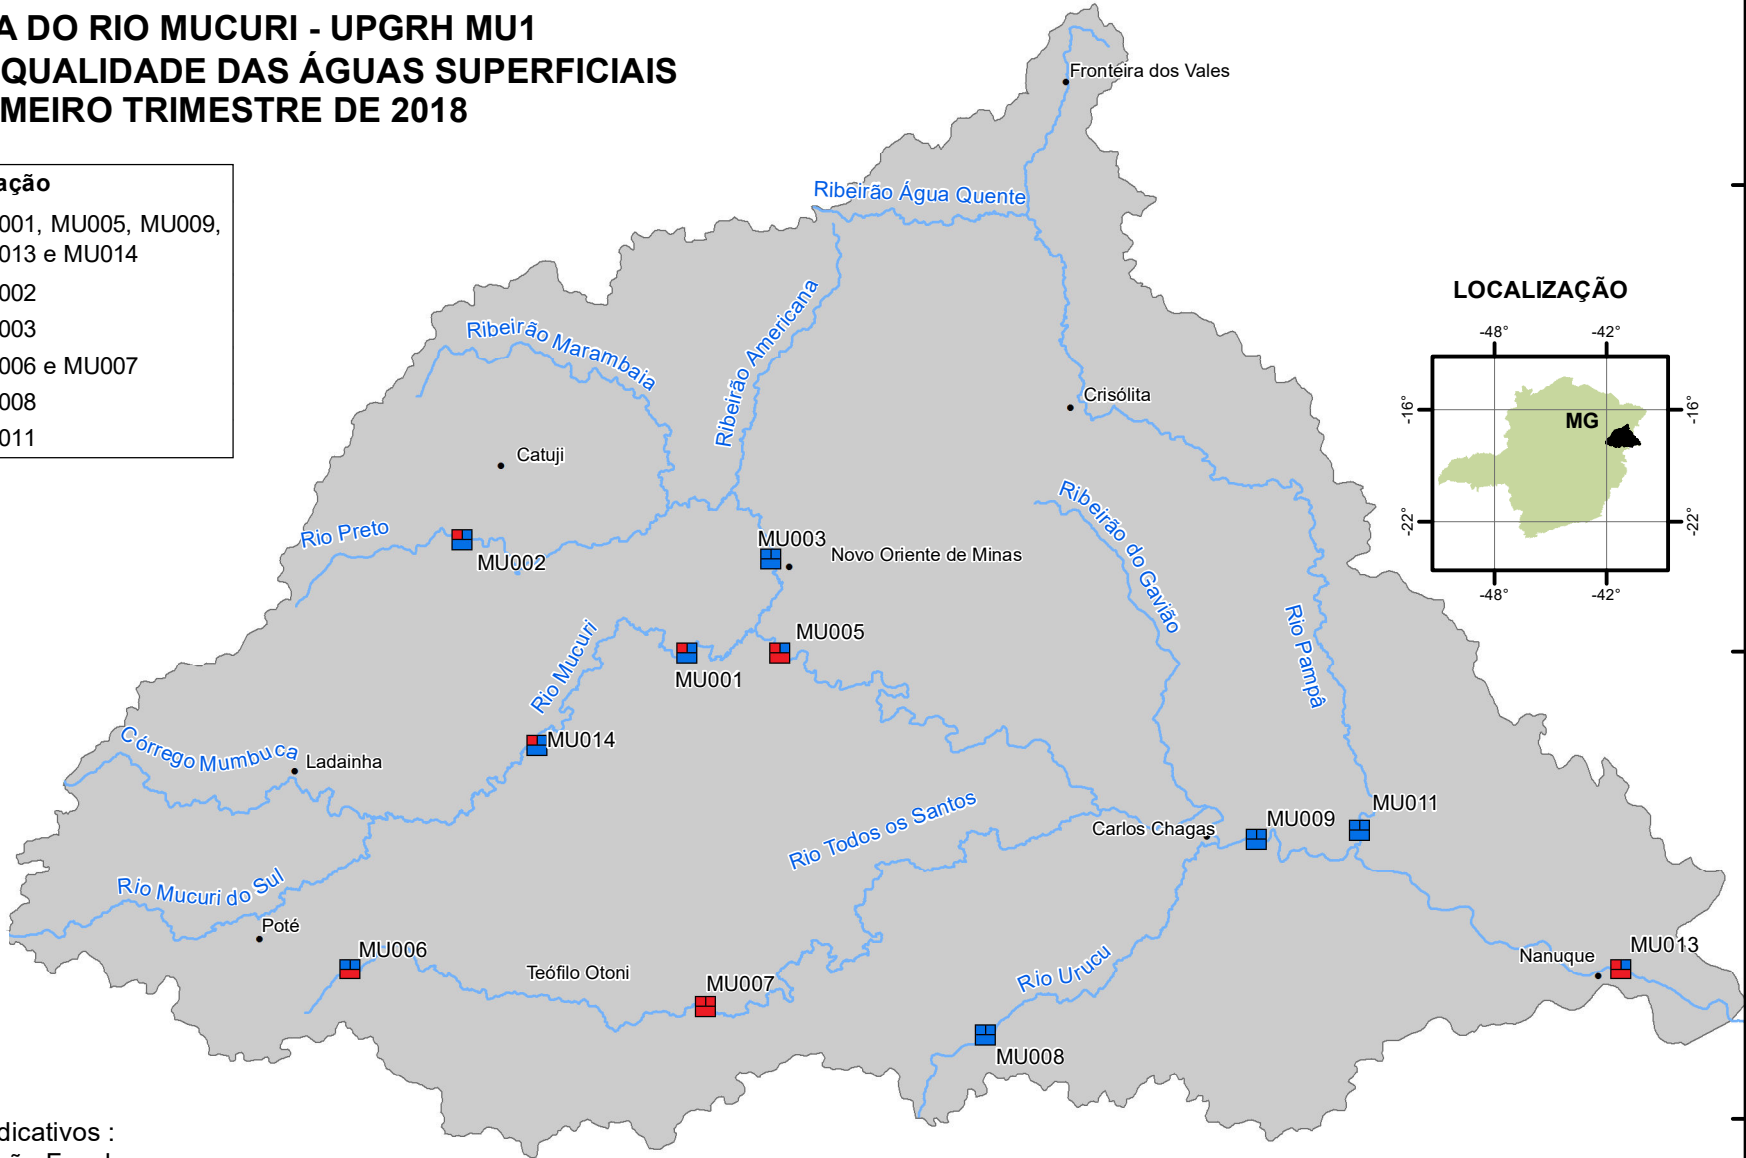 A DO RIO MUCURI - UPGRH MU1
QUALIDADE DAS ÁGUAS SUPERFICIAIS
MEIRO TRIMESTRE DE 2018
ação
001, MU005, MU009,
013 e MU014
002
003
006 e MU007
008
011
Fronteira dos Vales
Ribeirão Água Quente
LOCALIZAÇÃO
-48°
-42°
Ribeirão Marambaia
Ribeirão Americana
Crisólita
-16°
MG
-16°
Catuji
Ribeirão do Gavião
-22°
-22°
Rio Preto
MU003
Novo Oriente de Minas
MU002
-48°
-42°
Rio Mucuri
MU005
Rio Pampã
MU001
MU014
Córrego Mumbuca
Ladainha
Rio Todos os Santos
MU011
MU009
Carlos Chagas
Rio Mucuri do Sul
Poté
MU006
MU013
Nanuque
Teófilo Otoni
MU007
Rio Urucu
MU008
dicativos :